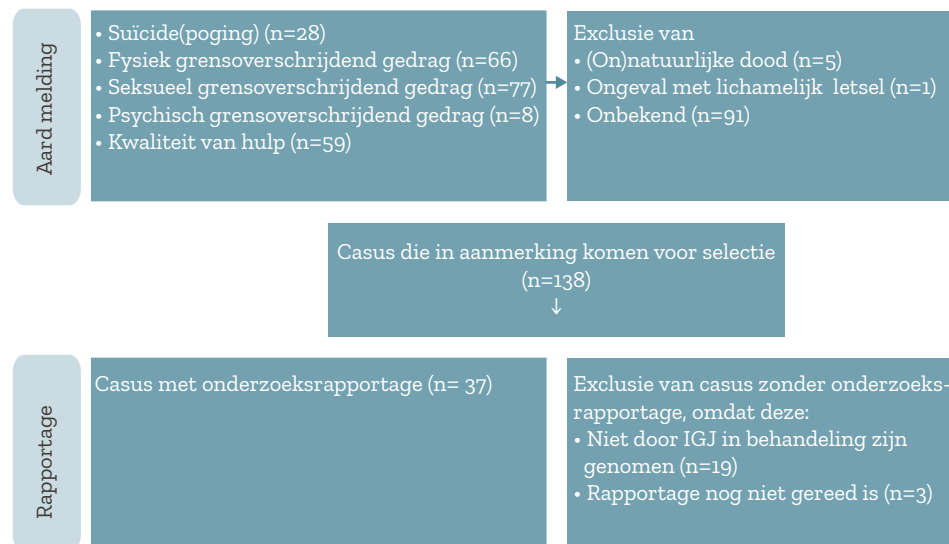 Aard melding
• Suïcide(poging) (n=28)
• Fysiek grensoverschrijdend gedrag (n=66)
• Seksueel grensoverschrijdend gedrag (n=77)
• Psychisch grensoverschrijdend gedrag (n=8)
• Kwaliteit van hulp (n=59)
Exclusie van
• (On)natuurlijke dood (n=5)
• Ongeval met lichamelijk letsel (n=1)
• Onbekend (n=91)
Casus die in aanmerking komen voor selectie
(n=138)
↓
Rapportage
Casus met onderzoeksrapportage (n= 37)
Exclusie van casus zonder onderzoeks-
rapportage, omdat deze:
• Niet door IGJ in behandeling zijn
genomen (n=19)
• Rapportage nog niet gereed is (n=3)